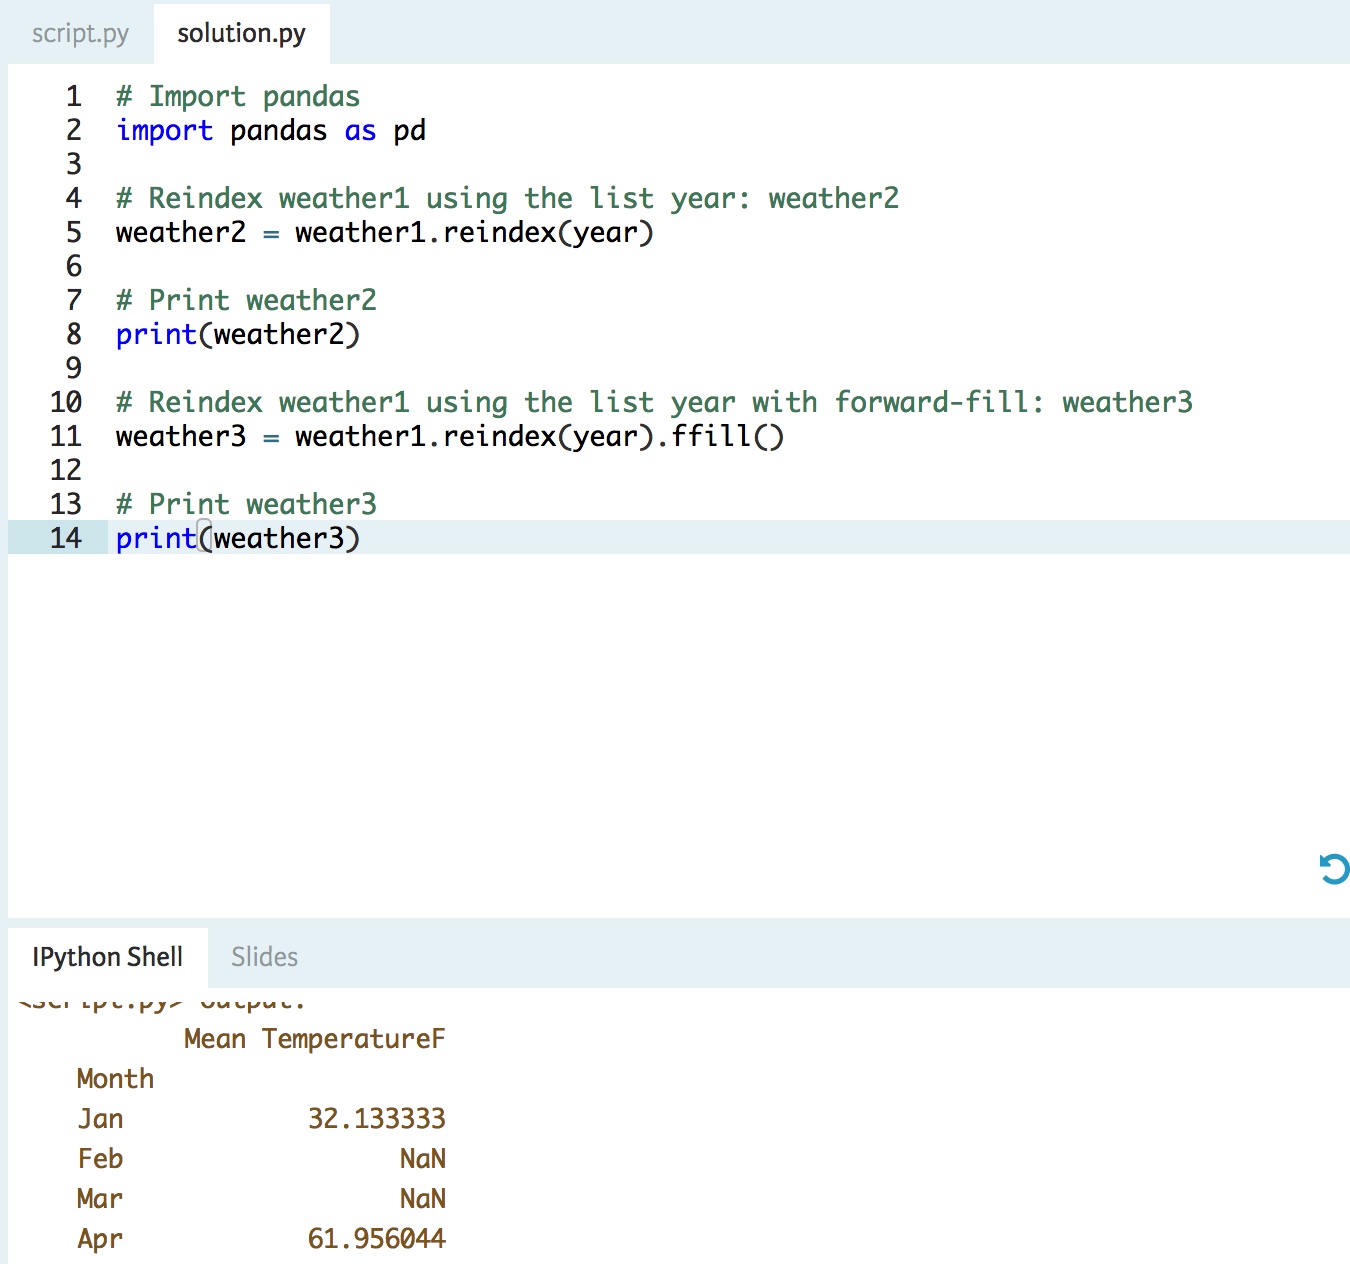 script.py solution.py
1 # Import pandas
2 import pandas as pd
3
4 # Reindex weather1 using the list year: weather2
5 weather2 = weather1.reindex(year)
6
7 # Print weather2
8 print(weather2)
9
10 # Reindex weather1 using the list year with forward-fill: weather3
11 weather3 = weather1.reindex(year).ffill()
12
13 # Print weather3
14 print(weather3)
IPython Shell Slides
<script.py> output:
Mean TemperatureF
Month
Jan 32.133333
Feb NaN
Mar NaN
Apr 61.956044